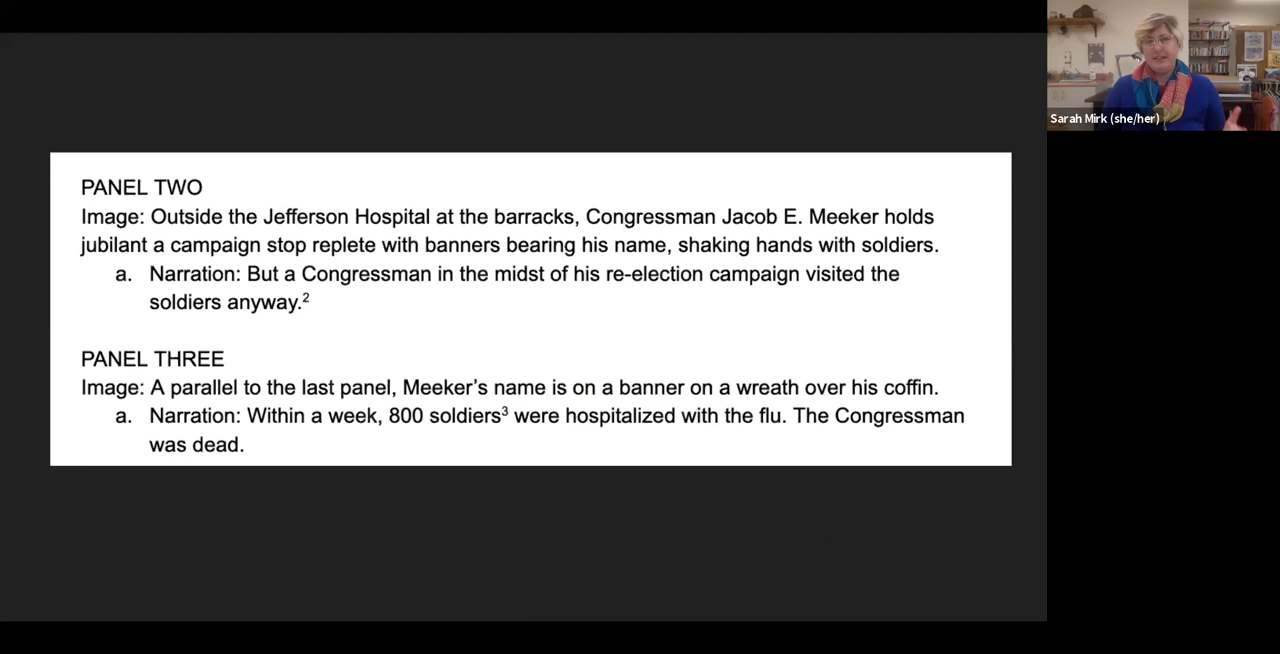 PANEL TWO
Image: Outside the Jefferson Hospital at the barracks, Congressman Jacob E. Meeker holds
jubilant a campaign stop replete with banners bearing his name, shaking hands with soldiers.
a. Narration: But a Congressman in the midst of his re-election campaign visited the
soldiers anyway.²
PANEL THREE
Image: A parallel to the last panel, Meeker’s name is on a banner on a wreath over his coffin.
a. Narration: Within a week, 800 soldiers³ were hospitalized with the flu. The Congressman
was dead.
Sarah Mirk (she/her)